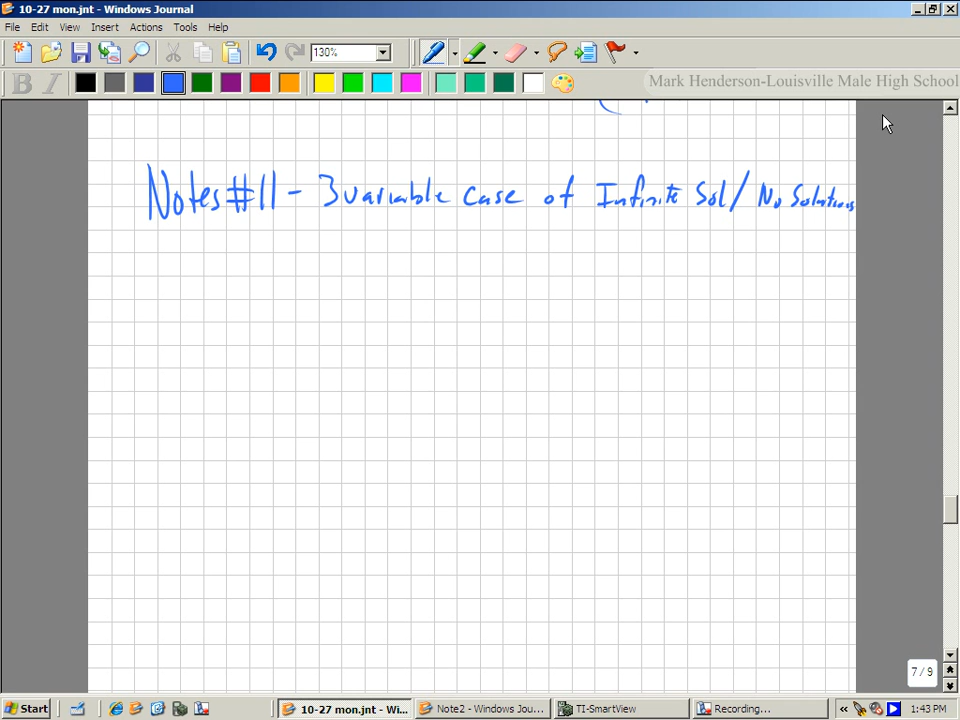 10-27 mon.jnt - Windows Journal
File Edit View Insert Actions Tools Help
130%
B I
Mark Henderson-Louisville Male High School
Notes #11 - 3 variable case of Infinite Sol / No Solutions
7 / 9
Start 10-27 mon.jnt - Wi... Note2 - Windows Jou... TI-SmartView Recording... « 1:43 PM